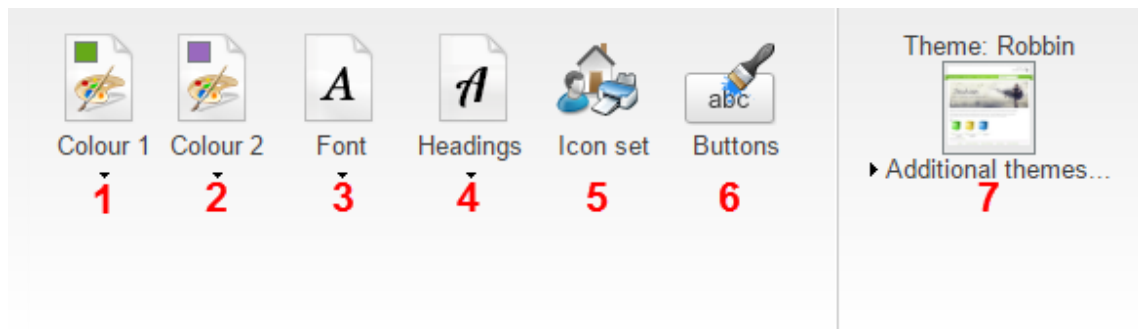 Theme: Robbin
abc
Colour 1 Colour 2 Font Headings Icon set Buttons
Additional themes...
1 2 3 4 5 6 7